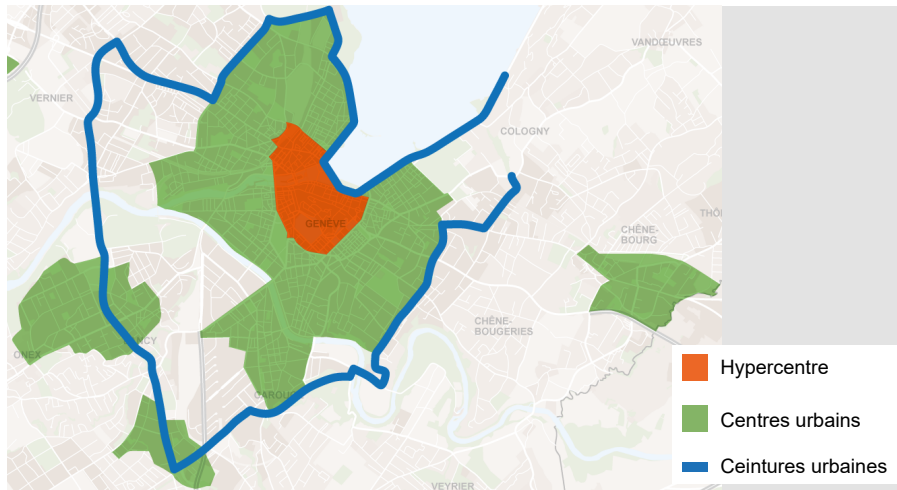 VANDŒUVRES
VERNIER
COLOGNY
THÔ
GENÈVE
CHÊNE-
BOURG
CHÊNE-
BOUGERIES
ONEX
NCY
CAROUGE
VEYRIER
Hypercentre
Centres urbains
Ceintures urbaines